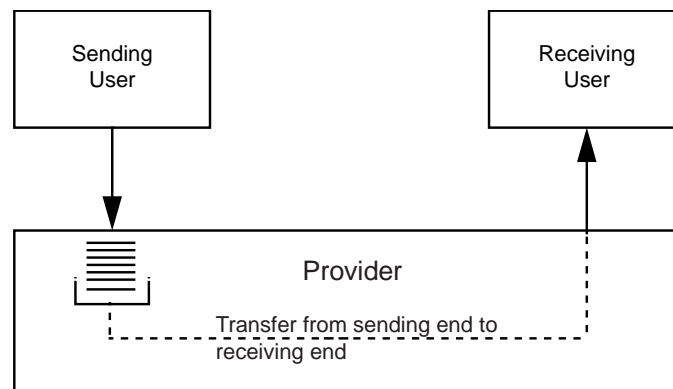 Sending
User
Receiving
User
Provider
Transfer from sending end to
receiving end